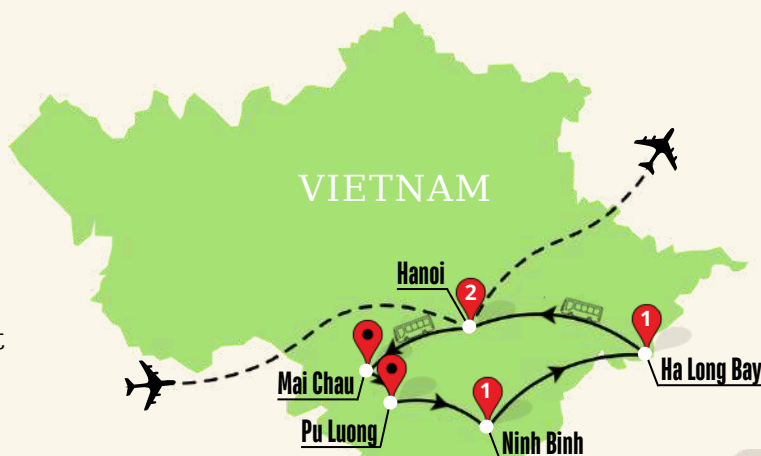 VIETNAM
Hanoi
2
1
t
Mai Chau
Ha Long Bay
Pu Luong
1
Ninh Binh